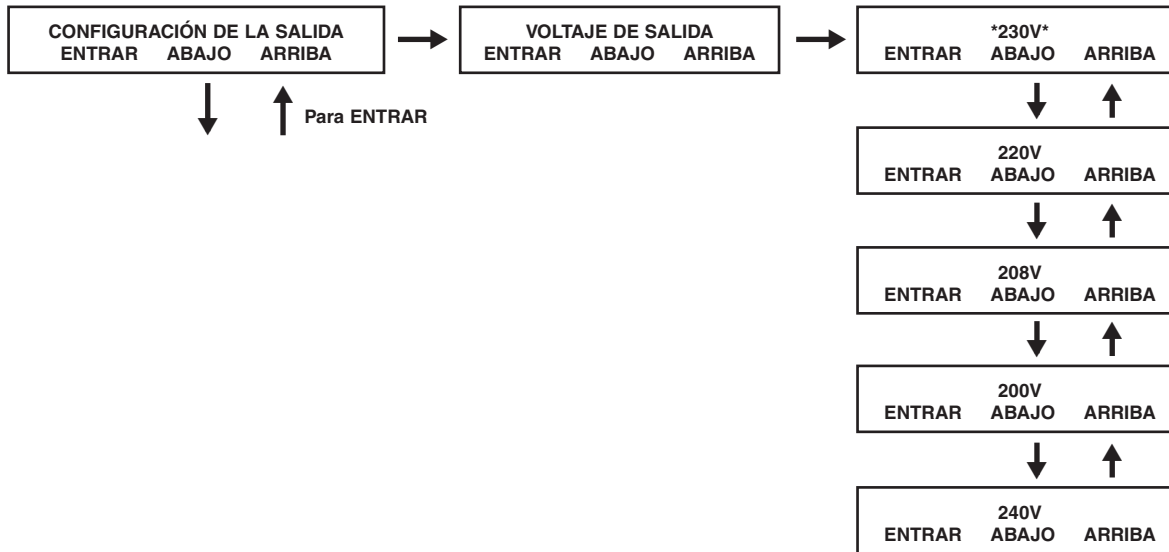 CONFIGURACIÓN DE LA SALIDA
ENTRAR ABAJO ARRIBA
Para ENTRAR
VOLTAJE DE SALIDA
ENTRAR ABAJO ARRIBA
*230V*
ENTRAR ABAJO ARRIBA
220V
ENTRAR ABAJO ARRIBA
208V
ENTRAR ABAJO ARRIBA
200V
ENTRAR ABAJO ARRIBA
240V
ENTRAR ABAJO ARRIBA